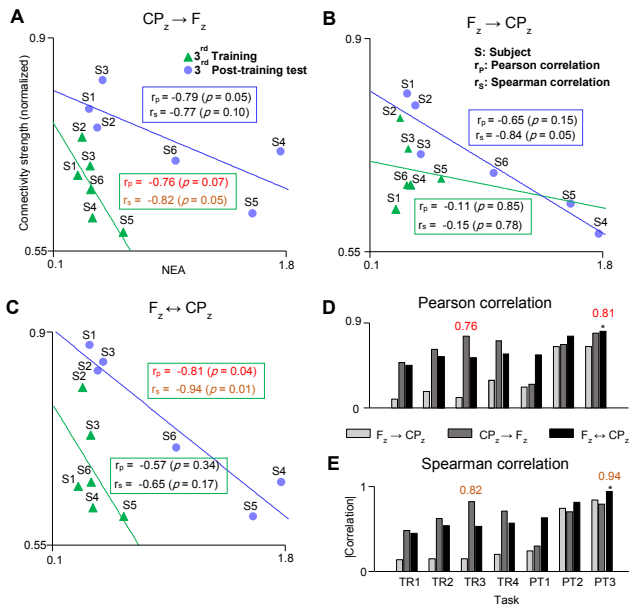 A
CPz → Fz
Connectivity strength (normalized)
0.9
0.55
0.1
NEA
1.8
3rd Training
3rd Post-training test
S3
S1
S2
S2
S3
S1
S6
S4
S5
S6
S4
S5
rp = -0.79 (p = 0.05)
rs = -0.77 (p = 0.10)
rp = -0.76 (p = 0.07)
rs = -0.82 (p = 0.05)
B
Fz → CPz
0.9
0.55
0.1
1.8
S: Subject
rp: Pearson correlation
rs: Spearman correlation
S1
S2
S2
S3
S3
S6
S4
S5
S1
S6
S5
S4
rp = -0.65 (p = 0.15)
rs = -0.84 (p = 0.05)
rp = -0.11 (p = 0.85)
rs = -0.15 (p = 0.78)
C
Fz ↔ CPz
0.9
0.55
0.1
1.8
S1
S3
S2
S2
S3
S1
S6
S4
S5
S6
S4
S5
rp = -0.81 (p = 0.04)
rs = -0.94 (p = 0.01)
rp = -0.57 (p = 0.34)
rs = -0.65 (p = 0.17)
D
Pearson correlation
0.9
0
0.76
0.81
*
Fz → CPz
CPz → Fz
Fz ↔ CPz
E
Spearman correlation
|Correlation|
1
0
0.82
0.94
*
TR1 TR2 TR3 TR4 PT1 PT2 PT3
Task